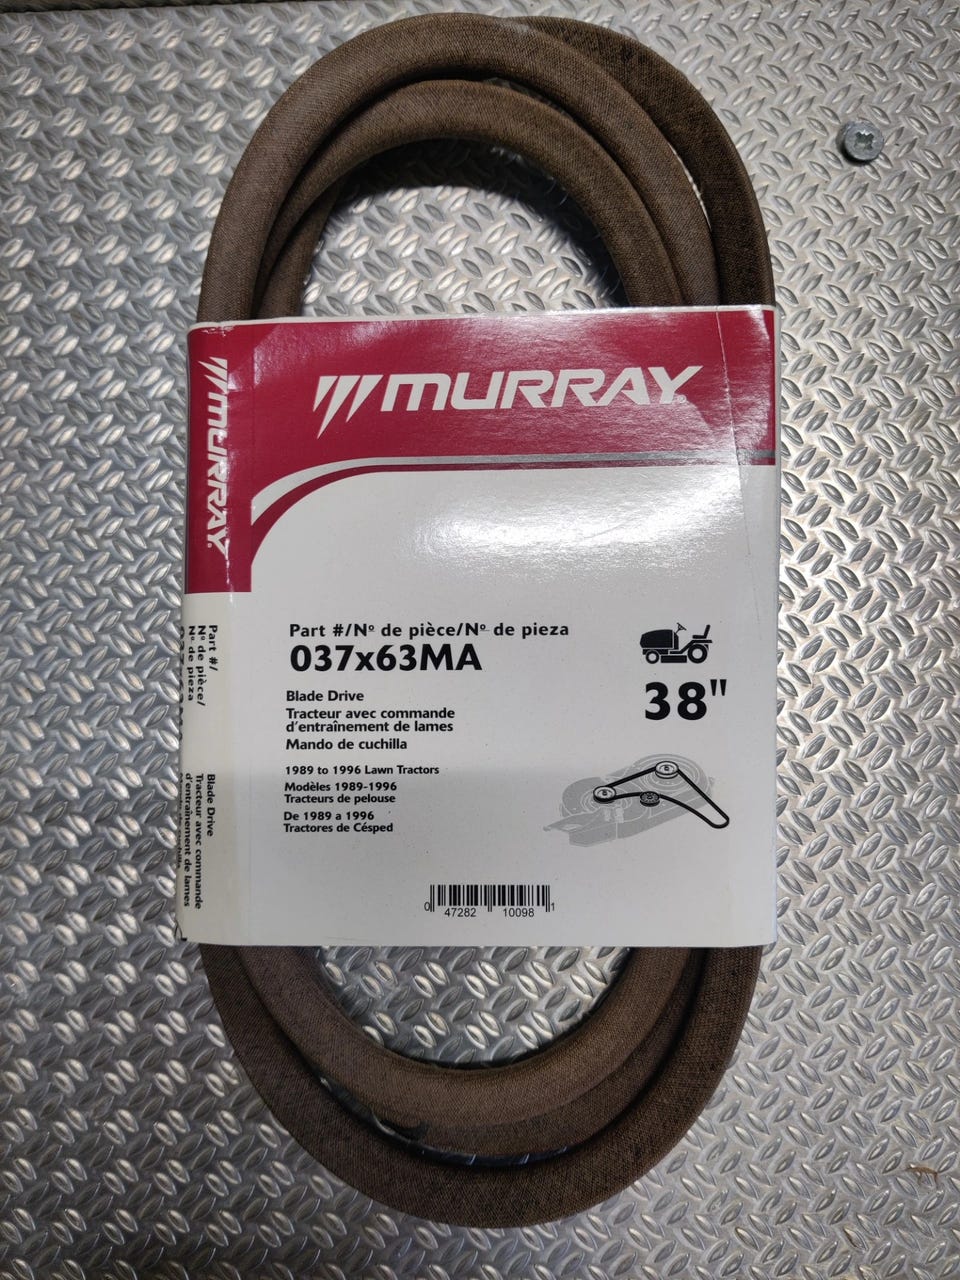 MURRAY®
Part #/Nº de pièce/Nº de pieza
037x63MA
38"
Blade Drive
Tracteur avec commande
d'entraînement de lames
Mando de cuchilla
1989 to 1996 Lawn Tractors
Modèles 1989-1996
Tracteurs de pelouse
De 1989 a 1996
Tractores de Césped
0 47282 10098 1
MURRAY®
Part #/
Nº de pièce/
Nº de pieza
Blade Drive
Tracteur avec commande
d'entraînement de lames